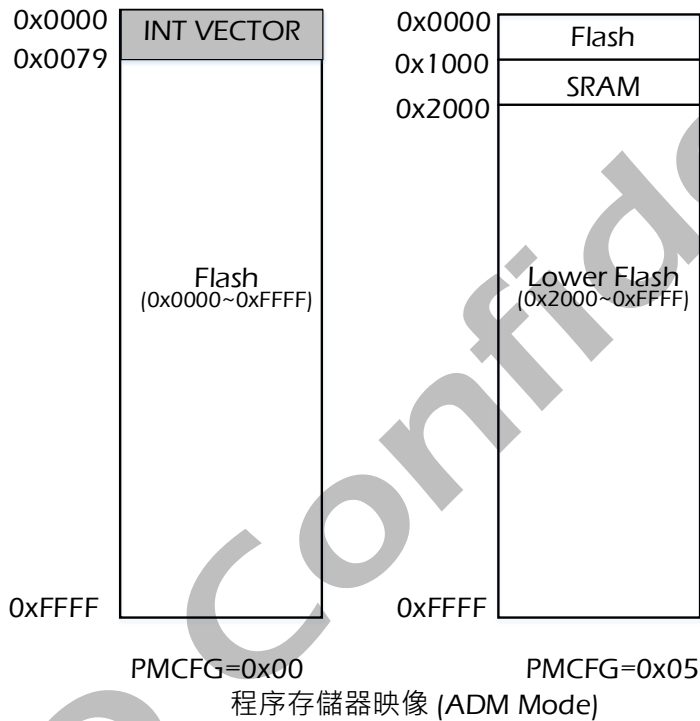 0x0000
INT VECTOR
0x0079
Flash
(0x0000~0xFFFF)
0xFFFF
PMCFG=0x00
0x0000
Flash
0x1000
SRAM
0x2000
Lower Flash
(0x2000~0xFFFF)
0xFFFF
PMCFG=0x05
程序存儲器映像 (ADM Mode)